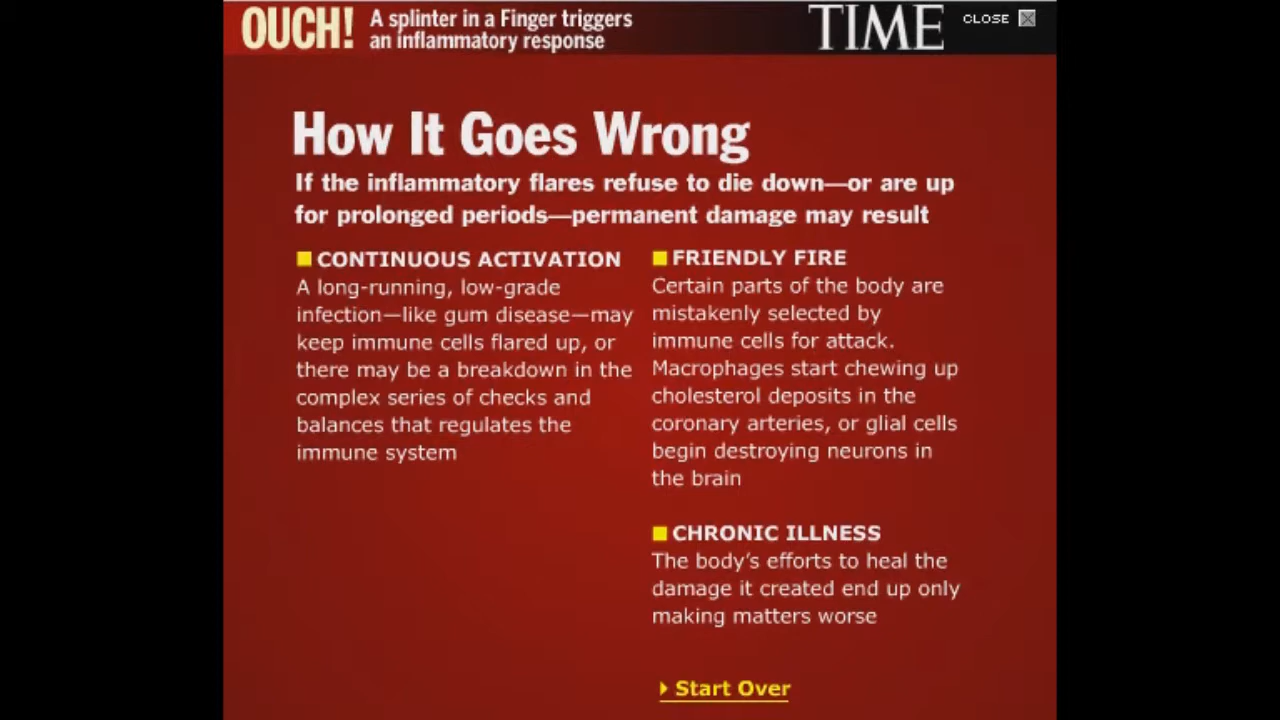 OUCH! A splinter in a Finger triggers
an inflammatory response
TIME
CLOSE
How It Goes Wrong
If the inflammatory flares refuse to die down—or are up
for prolonged periods—permanent damage may result
CONTINUOUS ACTIVATION
A long-running, low-grade
infection—like gum disease—may
keep immune cells flared up, or
there may be a breakdown in the
complex series of checks and
balances that regulates the
immune system
FRIENDLY FIRE
Certain parts of the body are
mistakenly selected by
immune cells for attack.
Macrophages start chewing up
cholesterol deposits in the
coronary arteries, or glial cells
begin destroying neurons in
the brain
CHRONIC ILLNESS
The body's efforts to heal the
damage it created end up only
making matters worse
Start Over